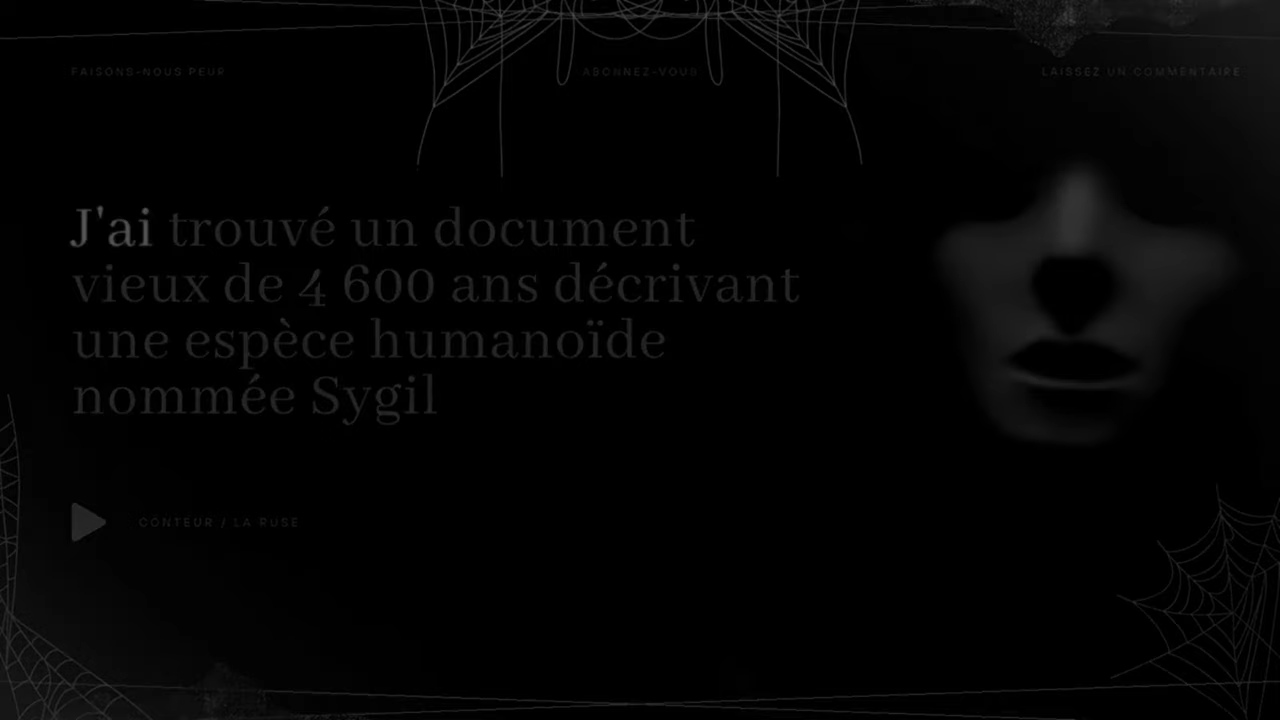 FAISONS-NOUS PEUR
ABONNEZ-VOUS
LAISSEZ UN COMMENTAIRE
J'ai trouvé un document
vieux de 4 600 ans décrivant
une espèce humanoïde
nommée Sygil
CONTEUR / LA RUSE